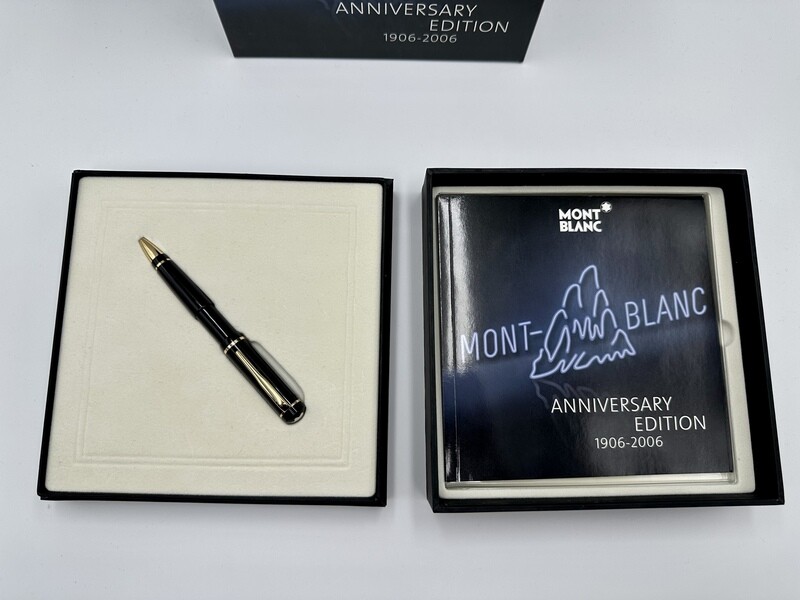 ANNIVERSARY
EDITION
1906-2006
MONT
BLANC
MONT-BLANC
ANNIVERSARY
EDITION
1906-2006